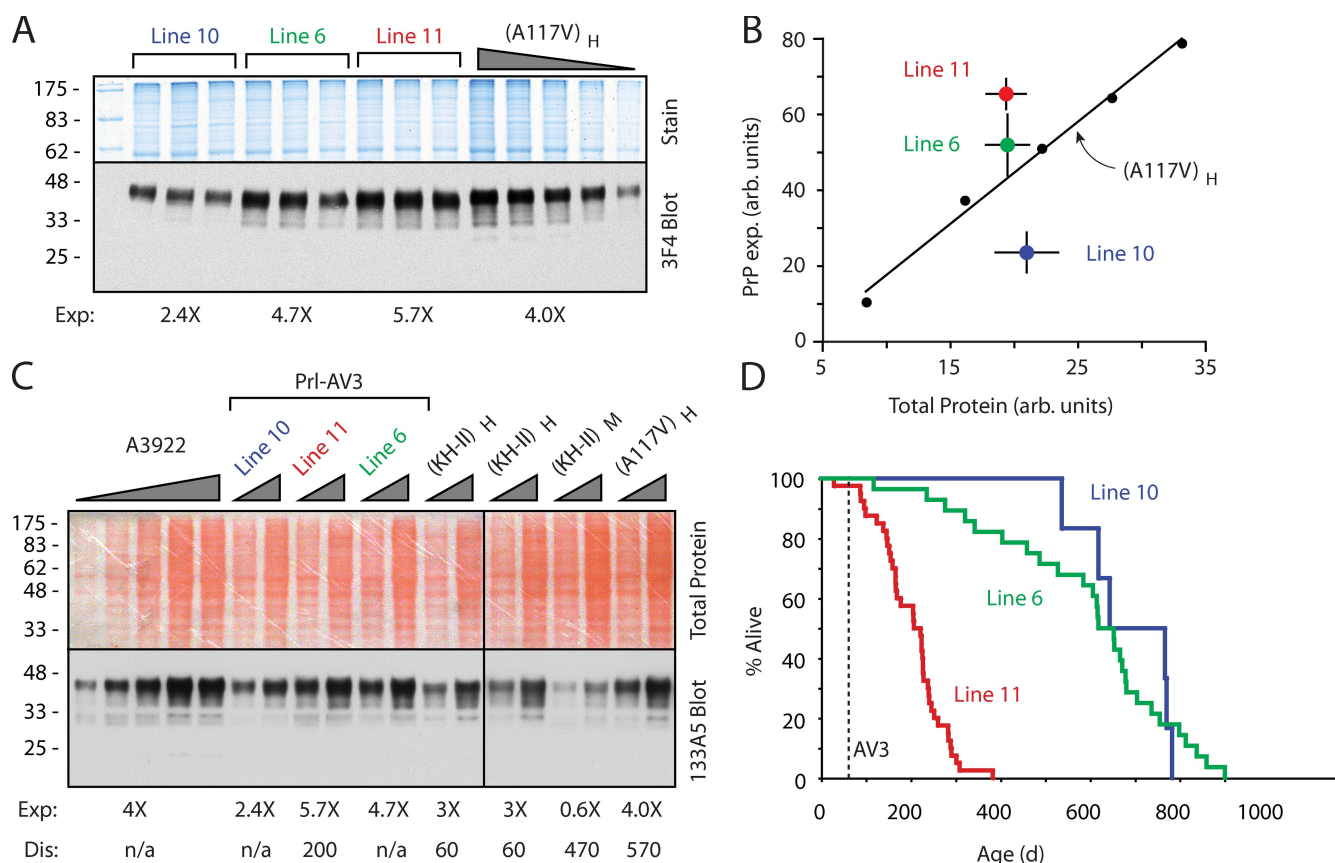 A
Line 10 Line 6 Line 11 (A117V) H
175 -
83 -
62 -
Stain
48 -
33 -
25 -
3F4 Blot
Exp: 2.4X 4.7X 5.7X 4.0X
B
80
60
40
20
0
PrP exp. (arb. units)
Line 11
Line 6
(A117V) H
Line 10
5 15 25 35
Total Protein (arb. units)
C
Prl-AV3
A3922 Line 10 Line 11 Line 6 (KH-II) H (KH-II) H (KH-II) M (A117V) H
175 -
83 -
62 -
48 -
33 -
Total Protein
48 -
33 -
25 -
133A5 Blot
Exp: 4X 2.4X 5.7X 4.7X 3X 3X 0.6X 4.0X
Dis: n/a n/a 200 n/a 60 60 470 570
D
100
80
60
40
20
0
% Alive
Line 10
Line 6
Line 11
AV3
0 200 400 600 800 1000
Age (d)